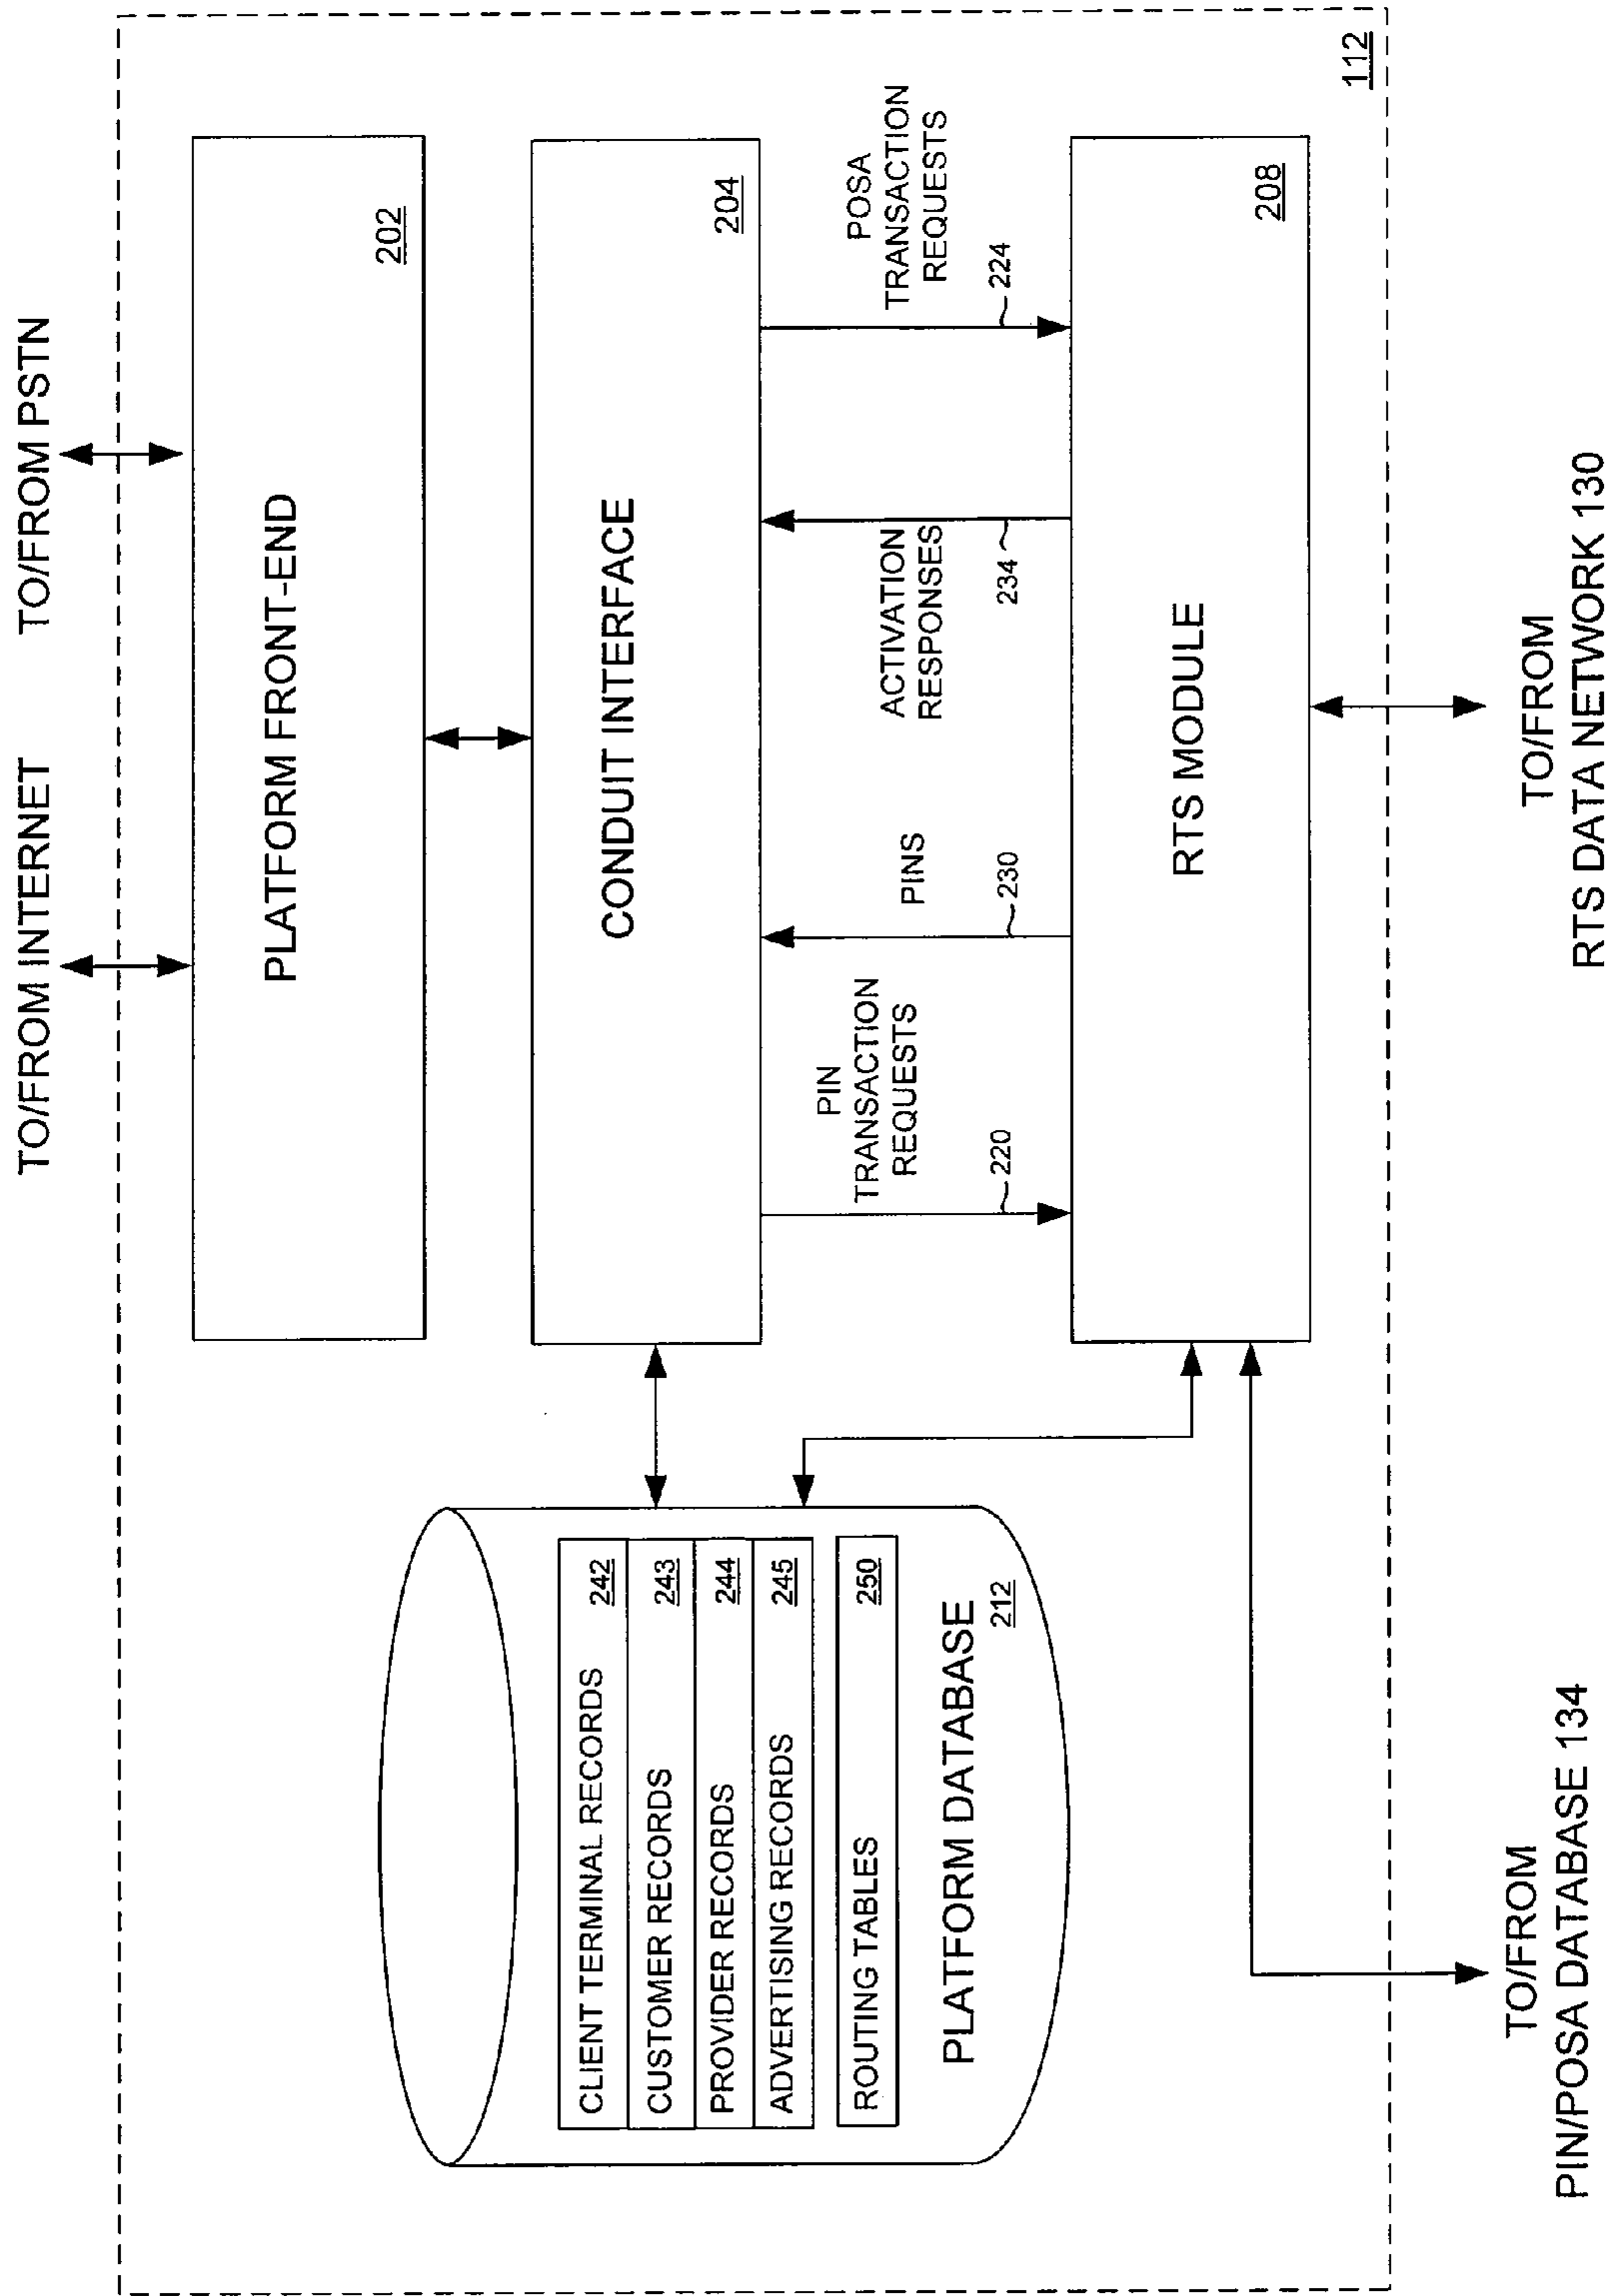 TO/FROM INTERNET
TO/FROM PSTN
PLATFORM FRONT-END
202
CONDUIT INTERFACE
204
PIN
TRANSACTION
REQUESTS
220
PINS
230
ACTIVATION
RESPONSES
234
POSA
TRANSACTION
REQUESTS
224
RTS MODULE
208
CLIENT TERMINAL RECORDS 242
CUSTOMER RECORDS 243
PROVIDER RECORDS 244
ADVERTISING RECORDS 245
ROUTING TABLES 250
PLATFORM DATABASE
212
112
TO/FROM
PIN/POSA DATABASE 134
TO/FROM
RTS DATA NETWORK 130